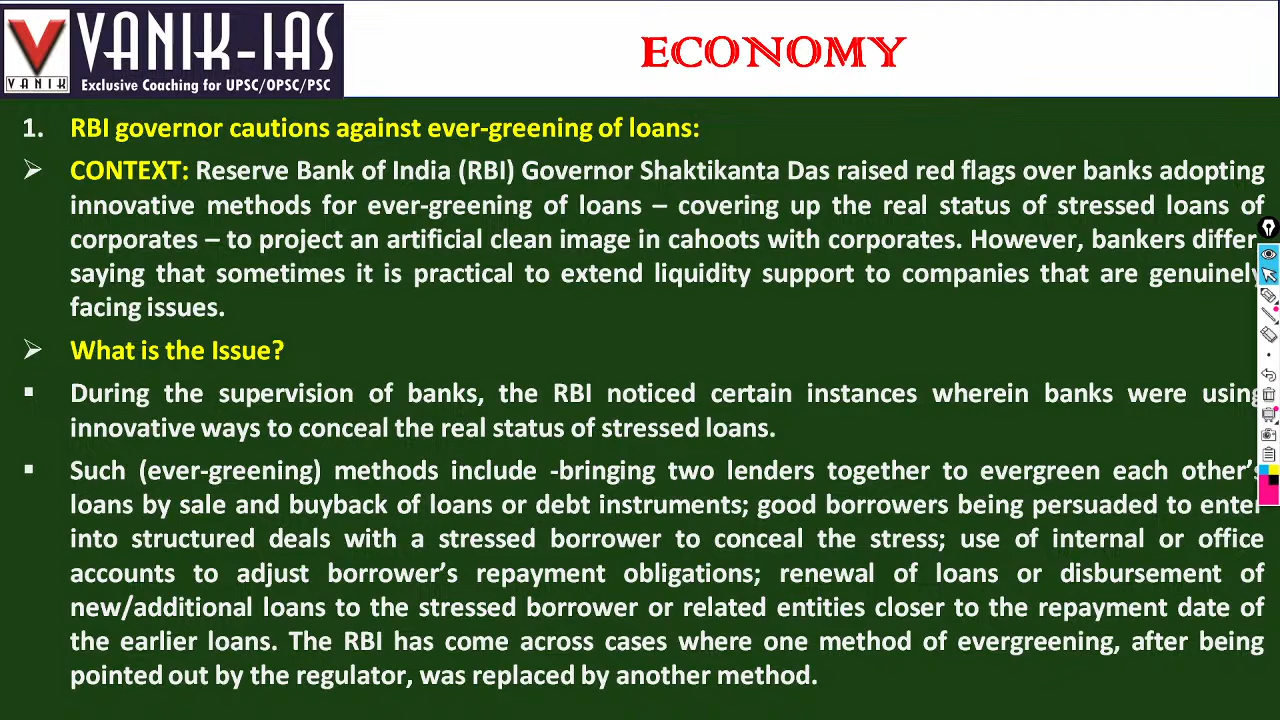 VANIK-IAS
VANIK
Exclusive Coaching for UPSC/OPSC/PSC
ECONOMY
1. RBI governor cautions against ever-greening of loans:
➢ CONTEXT: Reserve Bank of India (RBI) Governor Shaktikanta Das raised red flags over banks adopting
innovative methods for ever-greening of loans – covering up the real status of stressed loans of
corporates – to project an artificial clean image in cahoots with corporates. However, bankers differ,
saying that sometimes it is practical to extend liquidity support to companies that are genuinely
facing issues.
➢ What is the Issue?
▪ During the supervision of banks, the RBI noticed certain instances wherein banks were using
innovative ways to conceal the real status of stressed loans.
▪ Such (ever-greening) methods include -bringing two lenders together to evergreen each other’s
loans by sale and buyback of loans or debt instruments; good borrowers being persuaded to enter
into structured deals with a stressed borrower to conceal the stress; use of internal or office
accounts to adjust borrower’s repayment obligations; renewal of loans or disbursement of
new/additional loans to the stressed borrower or related entities closer to the repayment date of
the earlier loans. The RBI has come across cases where one method of evergreening, after being
pointed out by the regulator, was replaced by another method.